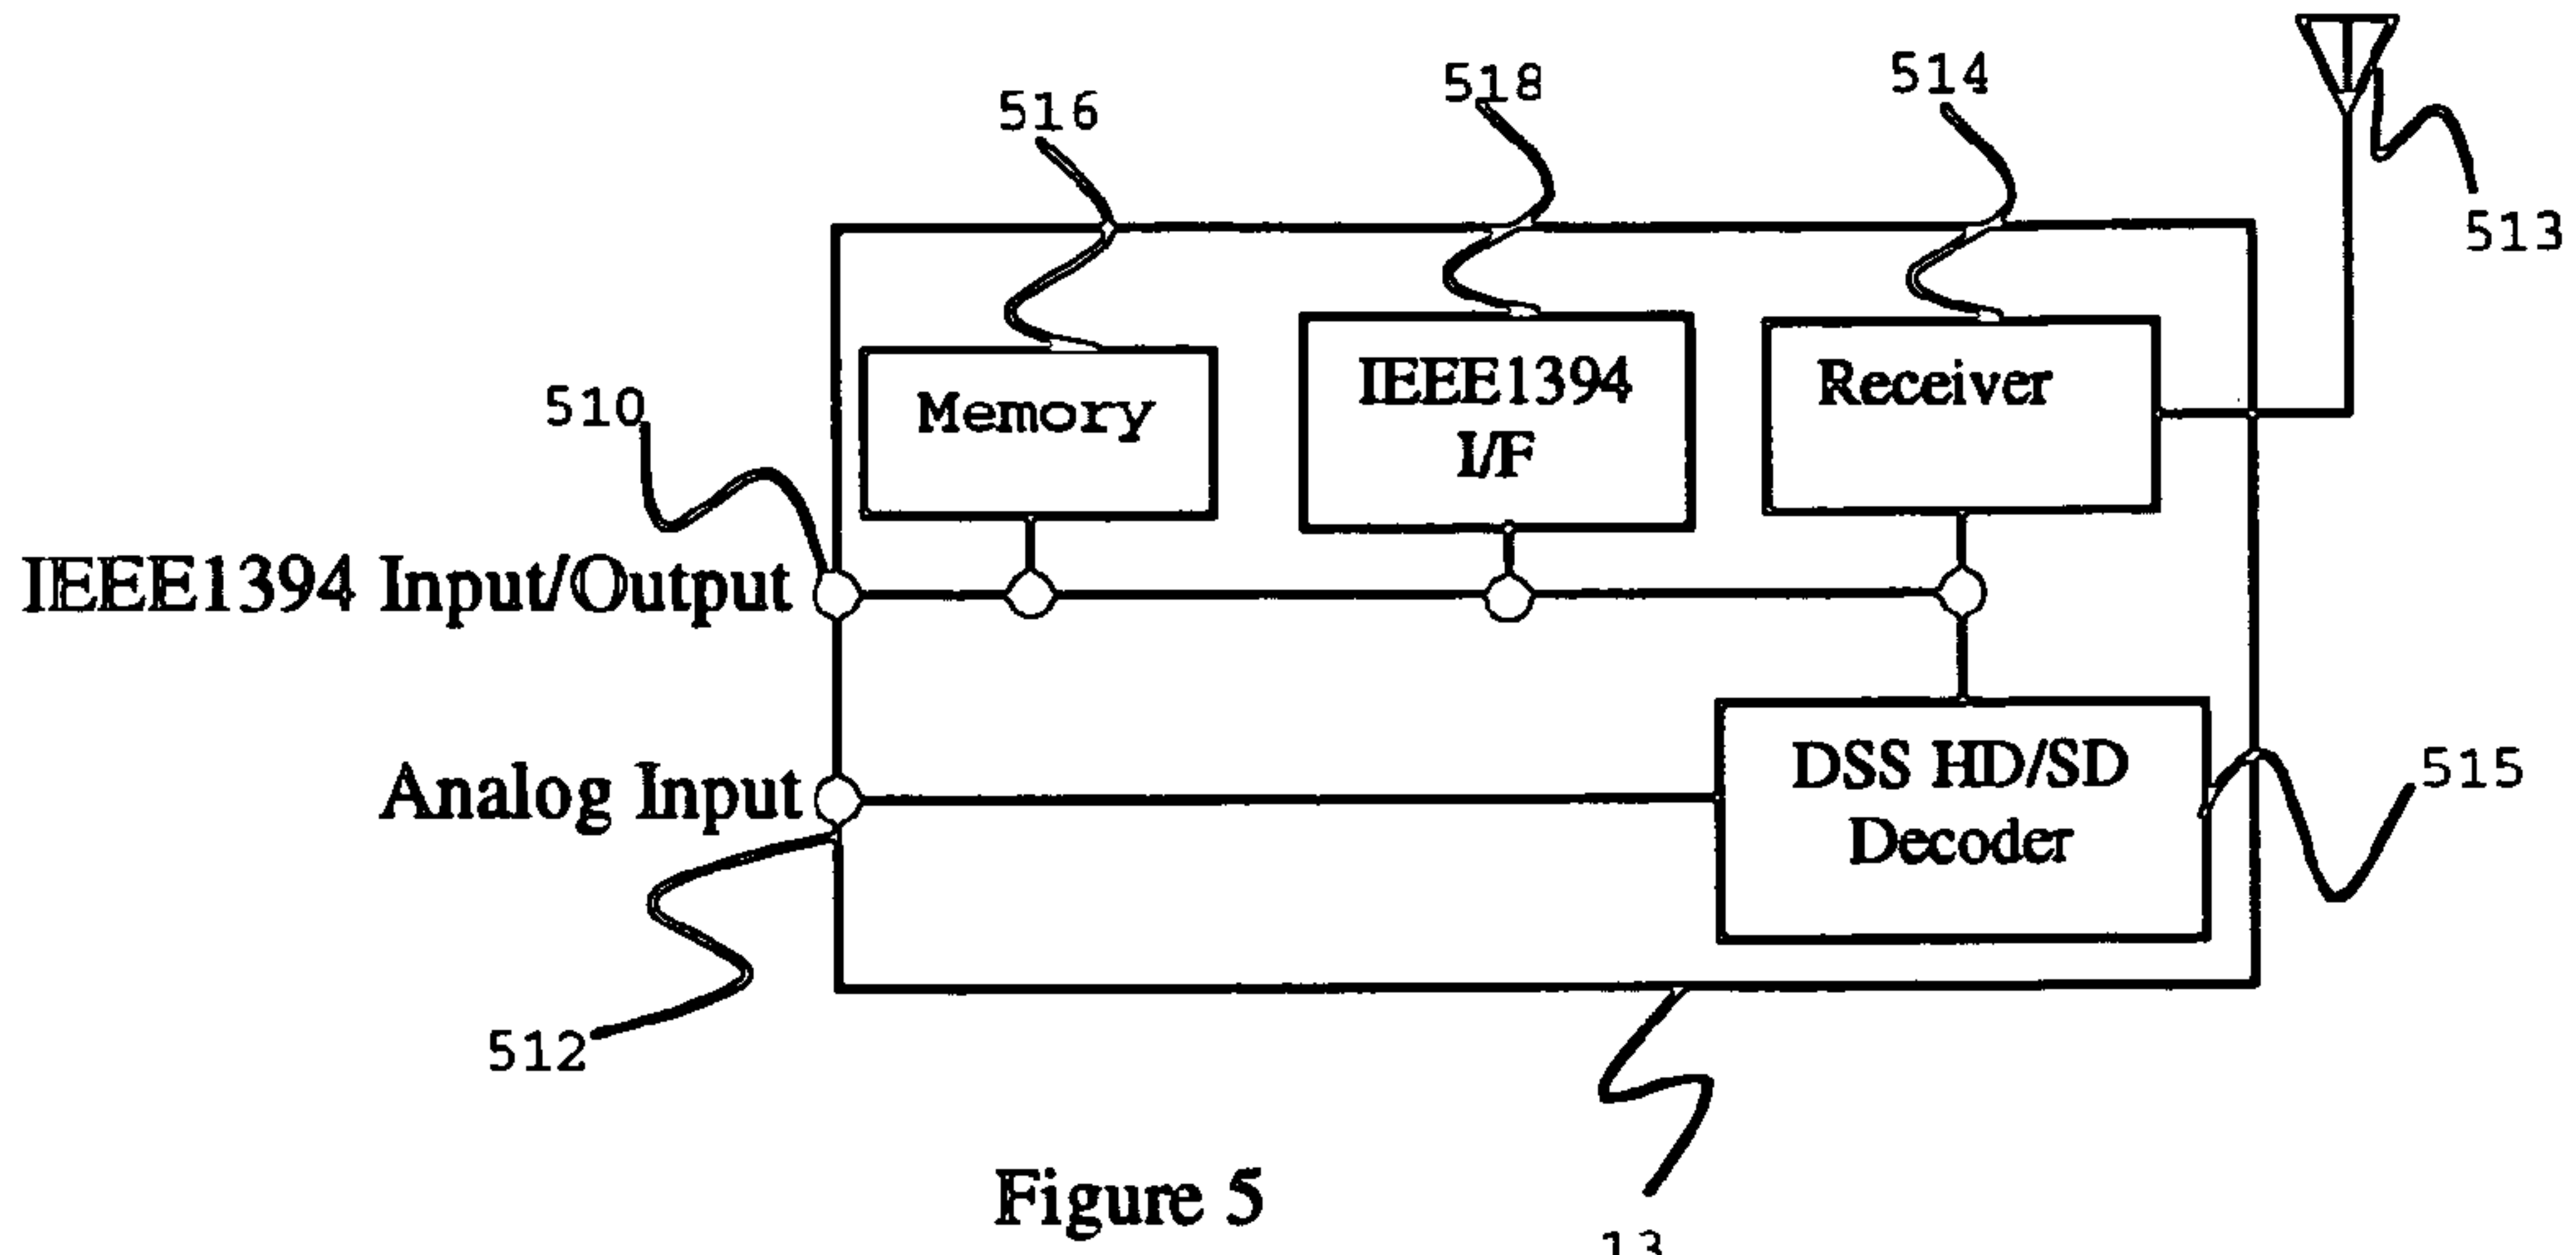 516
518
514
513
Memory
IEEE1394
I/F
Receiver
510
IEEE1394 Input/Output
Analog Input
DSS HD/SD
Decoder
515
512
Figure 5
13